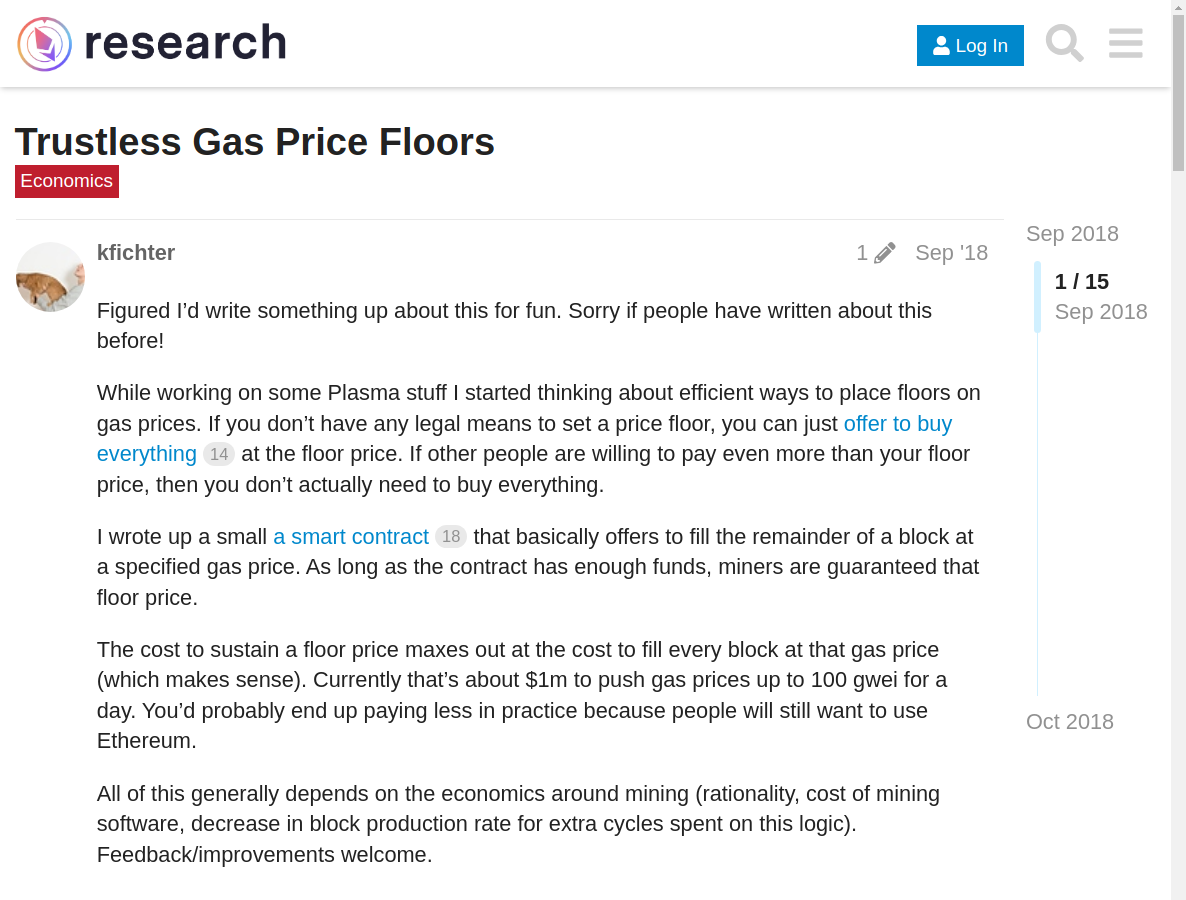 research
Log In
Trustless Gas Price Floors
Economics
kfichter
1
Sep '18
Sep 2018
1 / 15
Sep 2018
Oct 2018
Figured I’d write something up about this for fun. Sorry if people have written about this
before!
While working on some Plasma stuff I started thinking about efficient ways to place floors on
gas prices. If you don’t have any legal means to set a price floor, you can just offer to buy
everything 14 at the floor price. If other people are willing to pay even more than your floor
price, then you don’t actually need to buy everything.
I wrote up a small a smart contract 18 that basically offers to fill the remainder of a block at
a specified gas price. As long as the contract has enough funds, miners are guaranteed that
floor price.
The cost to sustain a floor price maxes out at the cost to fill every block at that gas price
(which makes sense). Currently that’s about $1m to push gas prices up to 100 gwei for a
day. You’d probably end up paying less in practice because people will still want to use
Ethereum.
All of this generally depends on the economics around mining (rationality, cost of mining
software, decrease in block production rate for extra cycles spent on this logic).
Feedback/improvements welcome.